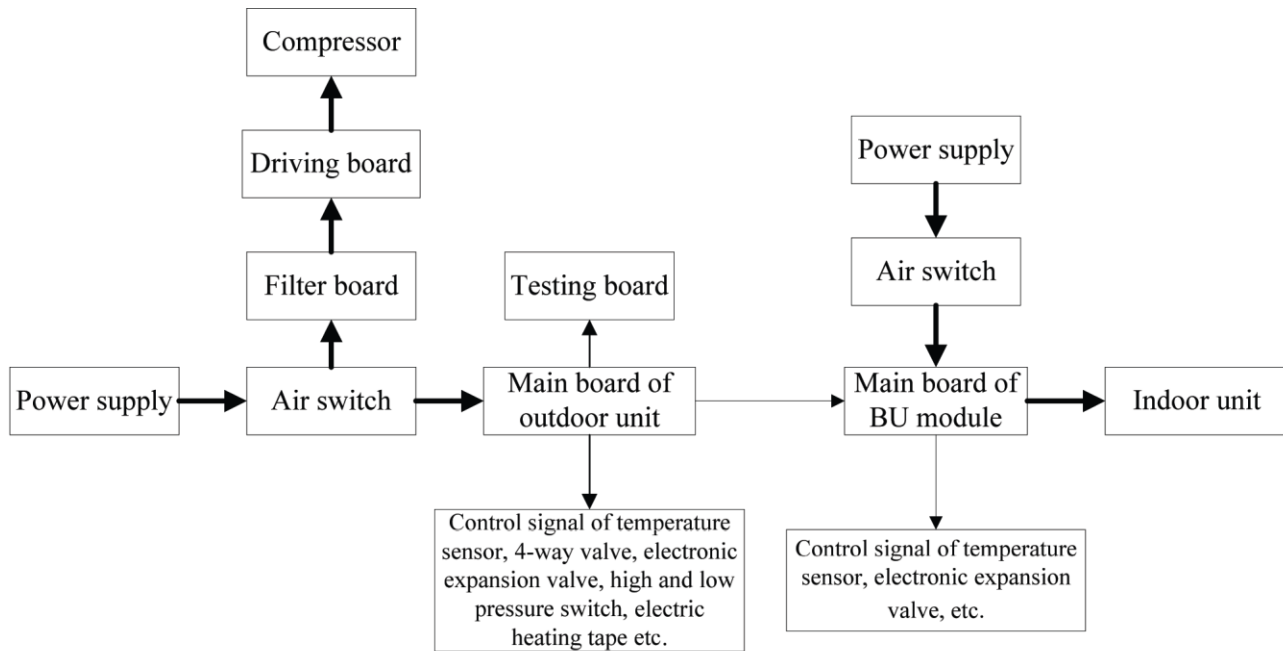 Compressor
Driving board
Power supply
Filter board
Testing board
Air switch
Power supply
Air switch
Main board of
outdoor unit
Main board of
BU module
Indoor unit
Control signal of temperature
sensor, 4-way valve, electronic
expansion valve, high and low
pressure switch, electric
heating tape etc.
Control signal of temperature
sensor, electronic expansion
valve, etc.